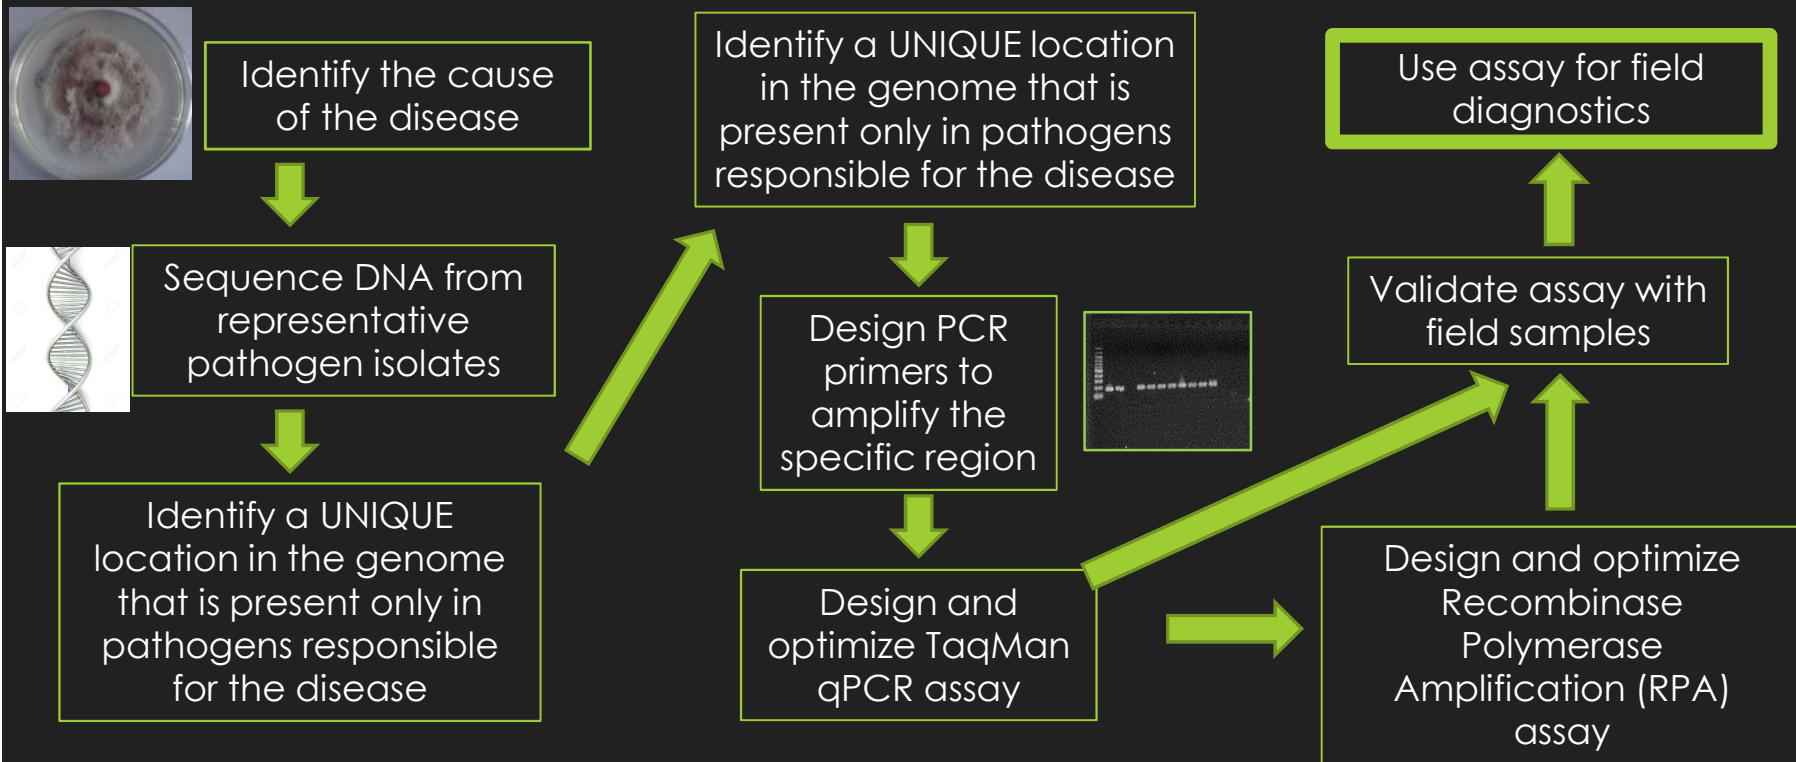 Identify the cause
of the disease
Sequence DNA from
representative
pathogen isolates
Identify a UNIQUE
location in the genome
that is present only in
pathogens responsible
for the disease
Identify a UNIQUE location
in the genome that is
present only in pathogens
responsible for the disease
Design PCR
primers to
amplify the
specific region
Design and
optimize TaqMan
qPCR assay
Design and optimize
Recombinase
Polymerase
Amplification (RPA)
assay
Validate assay with
field samples
Use assay for field
diagnostics